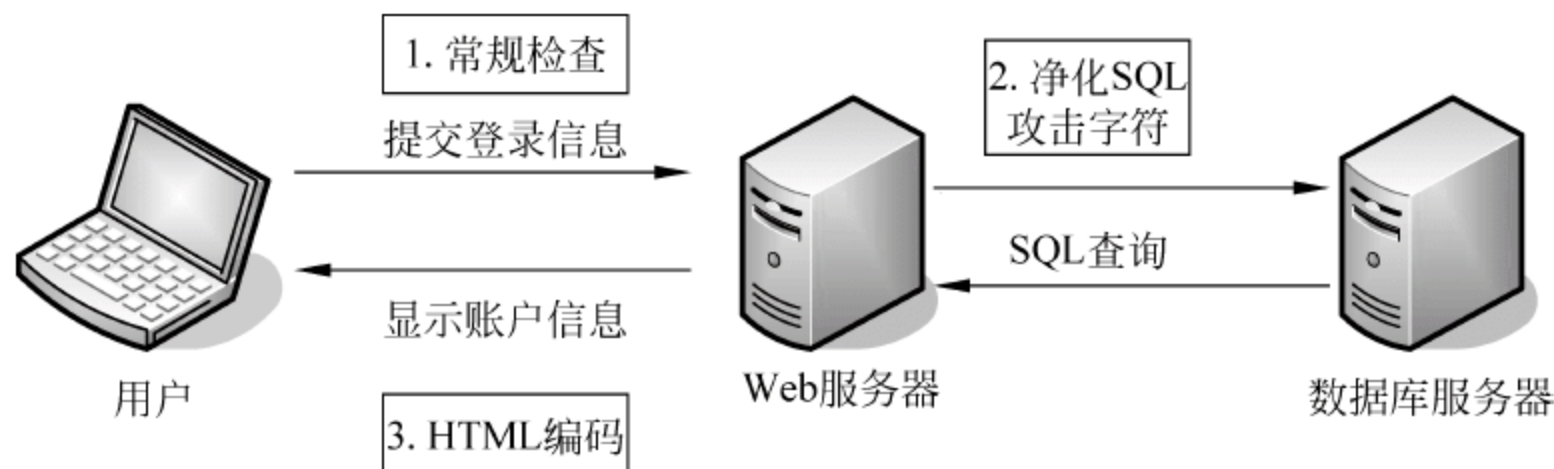 1. 常规检查
提交登录信息
2. 净化SQL
攻击字符
SQL查询
显示账户信息
用户
Web服务器
数据库服务器
3. HTML编码